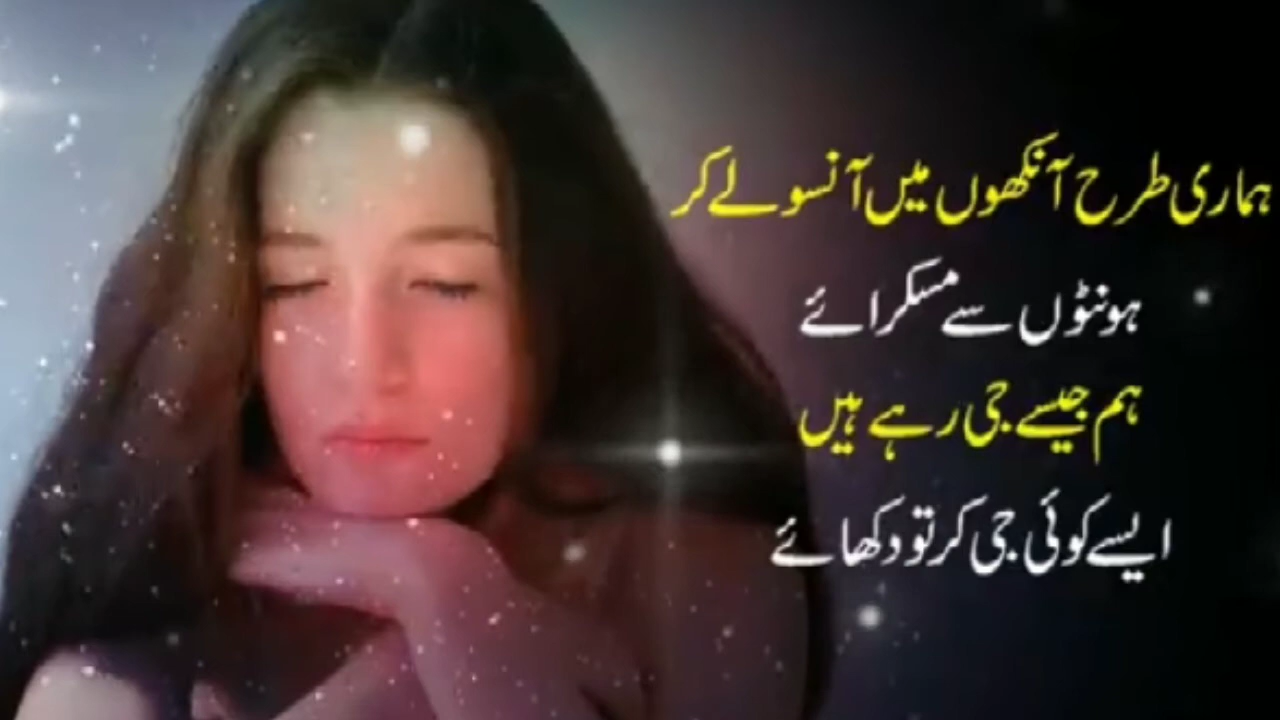 ہماری طرح آنکھوں میں آنسو لے کر
ہونٹوں سے مسکرائے
ہم جیسے جی رہے ہیں
ایسے کوئی جی کر تو دکھائے